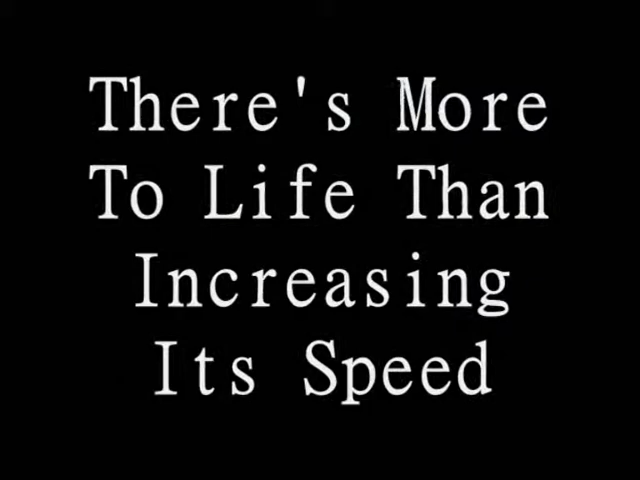 There's More
To Life Than
Increasing
Its Speed